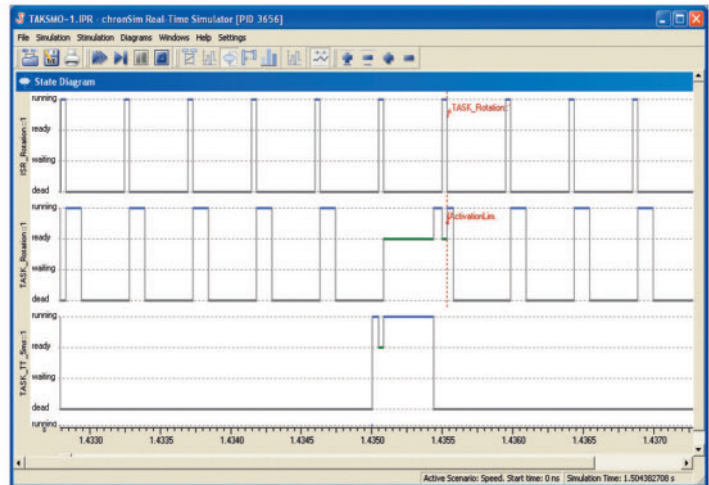 TAKSMO-1.IPR - chronSim Real-Time Simulator [PID 3656]
File Simulation Stimulation Diagrams Windows Help Settings
State Diagram
running
ready
waiting
dead
ISR_Rotation::1
TASK_Rotation:
running
ready
waiting
dead
TASK_Rotation::1
ActivationLim
running
ready
waiting
dead
running
1.4330 1.4335 1.4340 1.4345 1.4350 1.4355 1.4360 1.4365 1.4370
Active Scenario: Speed. Start time: 0 ns Simulation Time: 1.504382708 s